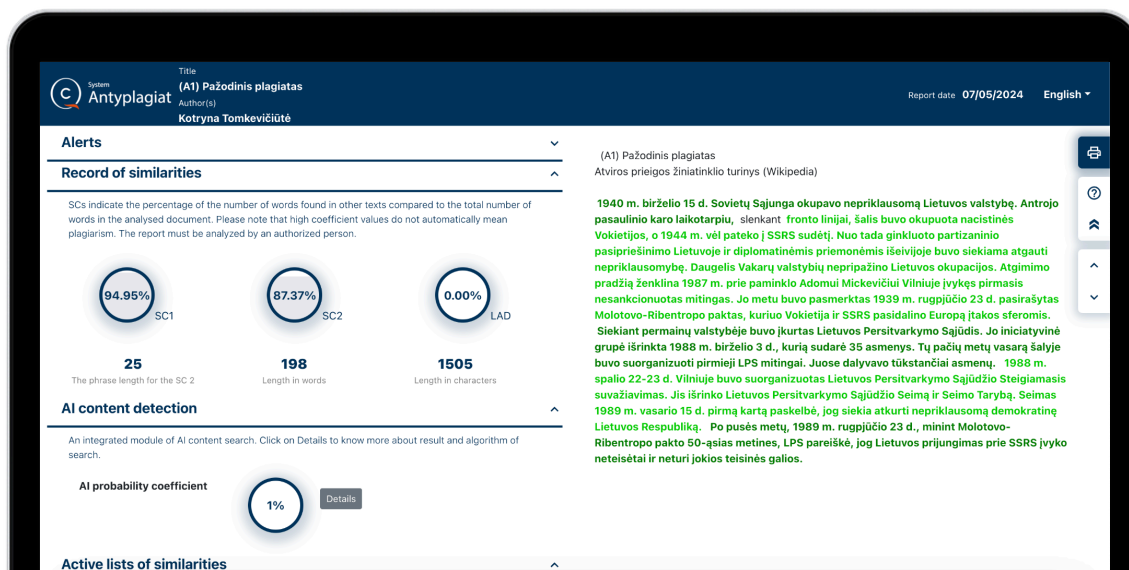 System
Antyplagiat
Title
(A1) Pažodinis plagiatas
Author(s)
Kotryna Tomkevičiūtė
Report date 07/05/2024 English
Alerts
Record of similarities
SCs indicate the percentage of the number of words found in other texts compared to the total number of
words in the analysed document. Please note that high coefficient values do not automatically mean
plagiarism. The report must be analyzed by an authorized person.
94.95%
SC1
87.37%
SC2
0.00%
LAD
25
The phrase length for the SC 2
198
Length in words
1505
Length in characters
AI content detection
An integrated module of AI content search. Click on Details to know more about result and algorithm of
search.
AI probability coefficient
1%
Details
Active lists of similarities
(A1) Pažodinis plagiatas
Atviros prieigos žiniatinklio turinys (Wikipedia)
1940 m. birželio 15 d. Sovietų Sąjunga okupavo nepriklausomą Lietuvos valstybę. Antrojo
pasaulinio karo laikotarpiu, slenkant fronto linijai, šalis buvo okupuota nacistinės
Vokietijos, o 1944 m. vėl pateko į SSRS sudėtį. Nuo tada ginkluoto partizaninio
pasipriešinimo Lietuvoje ir diplomatinėmis priemonėmis išeivijoje buvo siekiama atgauti
nepriklausomybę. Daugelis Vakarų valstybių nepripažino Lietuvos okupacijos. Atgimimo
pradžią ženklina 1987 m. prie paminklo Adomui Mickevičiui Vilniuje įvykęs pirmasis
nesankcionuotas mitingas. Jo metu buvo pasmerktas 1939 m. rugpjūčio 23 d. pasirašytas
Molotovo-Ribentropo paktas, kuriuo Vokietija ir SSRS pasidalino Europą įtakos sferomis.
Siekiant permainų valstybėje buvo įkurtas Lietuvos Persitvarkymo Sąjūdis. Jo iniciatyvinė
grupė išrinkta 1988 m. birželio 3 d., kurią sudarė 35 asmenys. Tų pačių metų vasarą šalyje
buvo suorganizuoti pirmieji LPS mitingai. Juose dalyvavo tūkstančiai asmenų. 1988 m.
spalio 22-23 d. Vilniuje buvo suorganizuotas Lietuvos Persitvarkymo Sąjūdžio Steigiamasis
suvažiavimas. Jis išrinko Lietuvos Persitvarkymo Sąjūdžio Seimą ir Seimo Tarybą. Seimas
1989 m. vasario 15 d. pirmą kartą paskelbė, jog siekia atkurti nepriklausomą demokratinę
Lietuvos Respubliką. Po pusės metų, 1989 m. rugpjūčio 23 d., minint Molotovo-
Ribentropo pakto 50-ąsias metines, LPS pareiškė, jog Lietuvos prijungimas prie SSRS įvyko
neteisėtai ir neturi jokios teisinės galios.